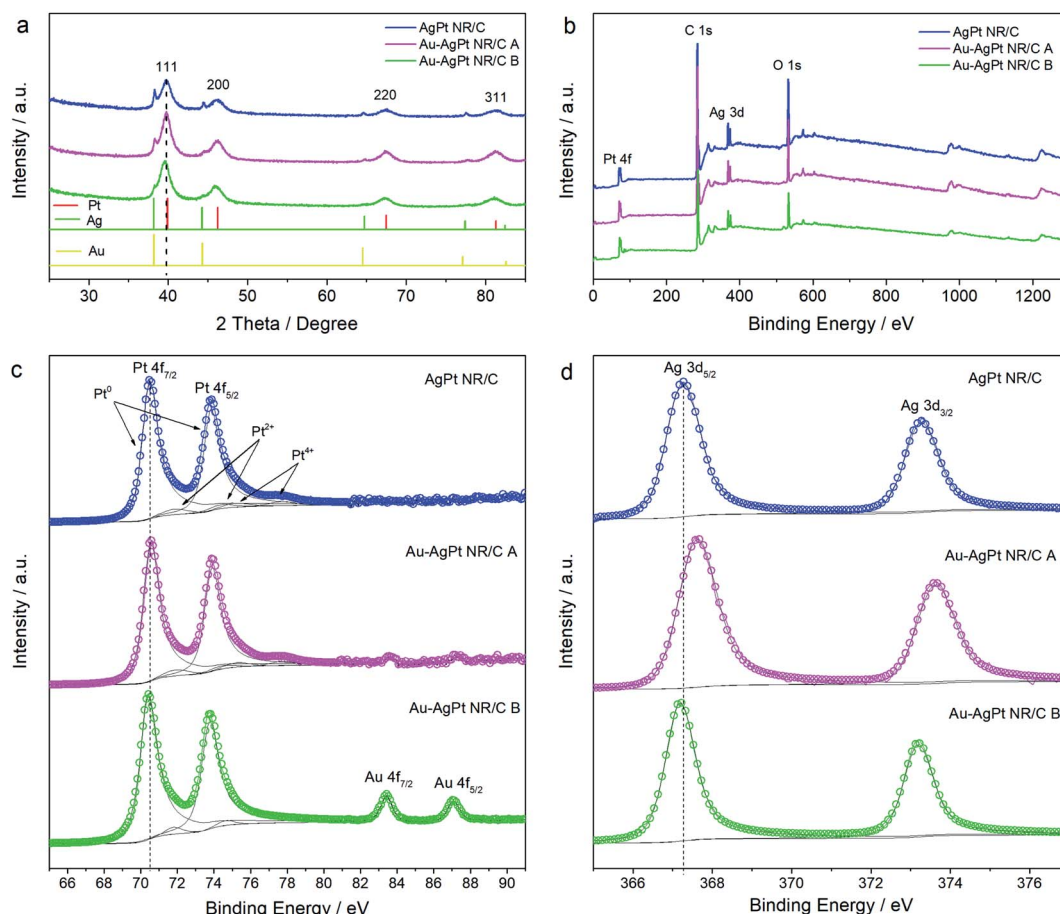 a
AgPt NR/C
Au-AgPt NR/C A
Au-AgPt NR/C B
111
200
220
311
Pt
Ag
Au
30 40 50 60 70 80
2 Theta / Degree
Intensity / a.u.
b
AgPt NR/C
Au-AgPt NR/C A
Au-AgPt NR/C B
C 1s
O 1s
Ag 3d
Pt 4f
0 200 400 600 800 1000 1200
Binding Energy / eV
Intensity / a.u.
c
Pt 4f7/2
Pt 4f5/2
AgPt NR/C
Pt0
Pt2+
Pt4+
Au-AgPt NR/C A
Au-AgPt NR/C B
Au 4f7/2
Au 4f5/2
66 68 70 72 74 76 78 80 82 84 86 88 90
Binding Energy / eV
Intensity / a.u.
d
Ag 3d5/2
AgPt NR/C
Ag 3d3/2
Au-AgPt NR/C A
Au-AgPt NR/C B
366 368 370 372 374 376
Binding Energy / eV
Intensity / a.u.